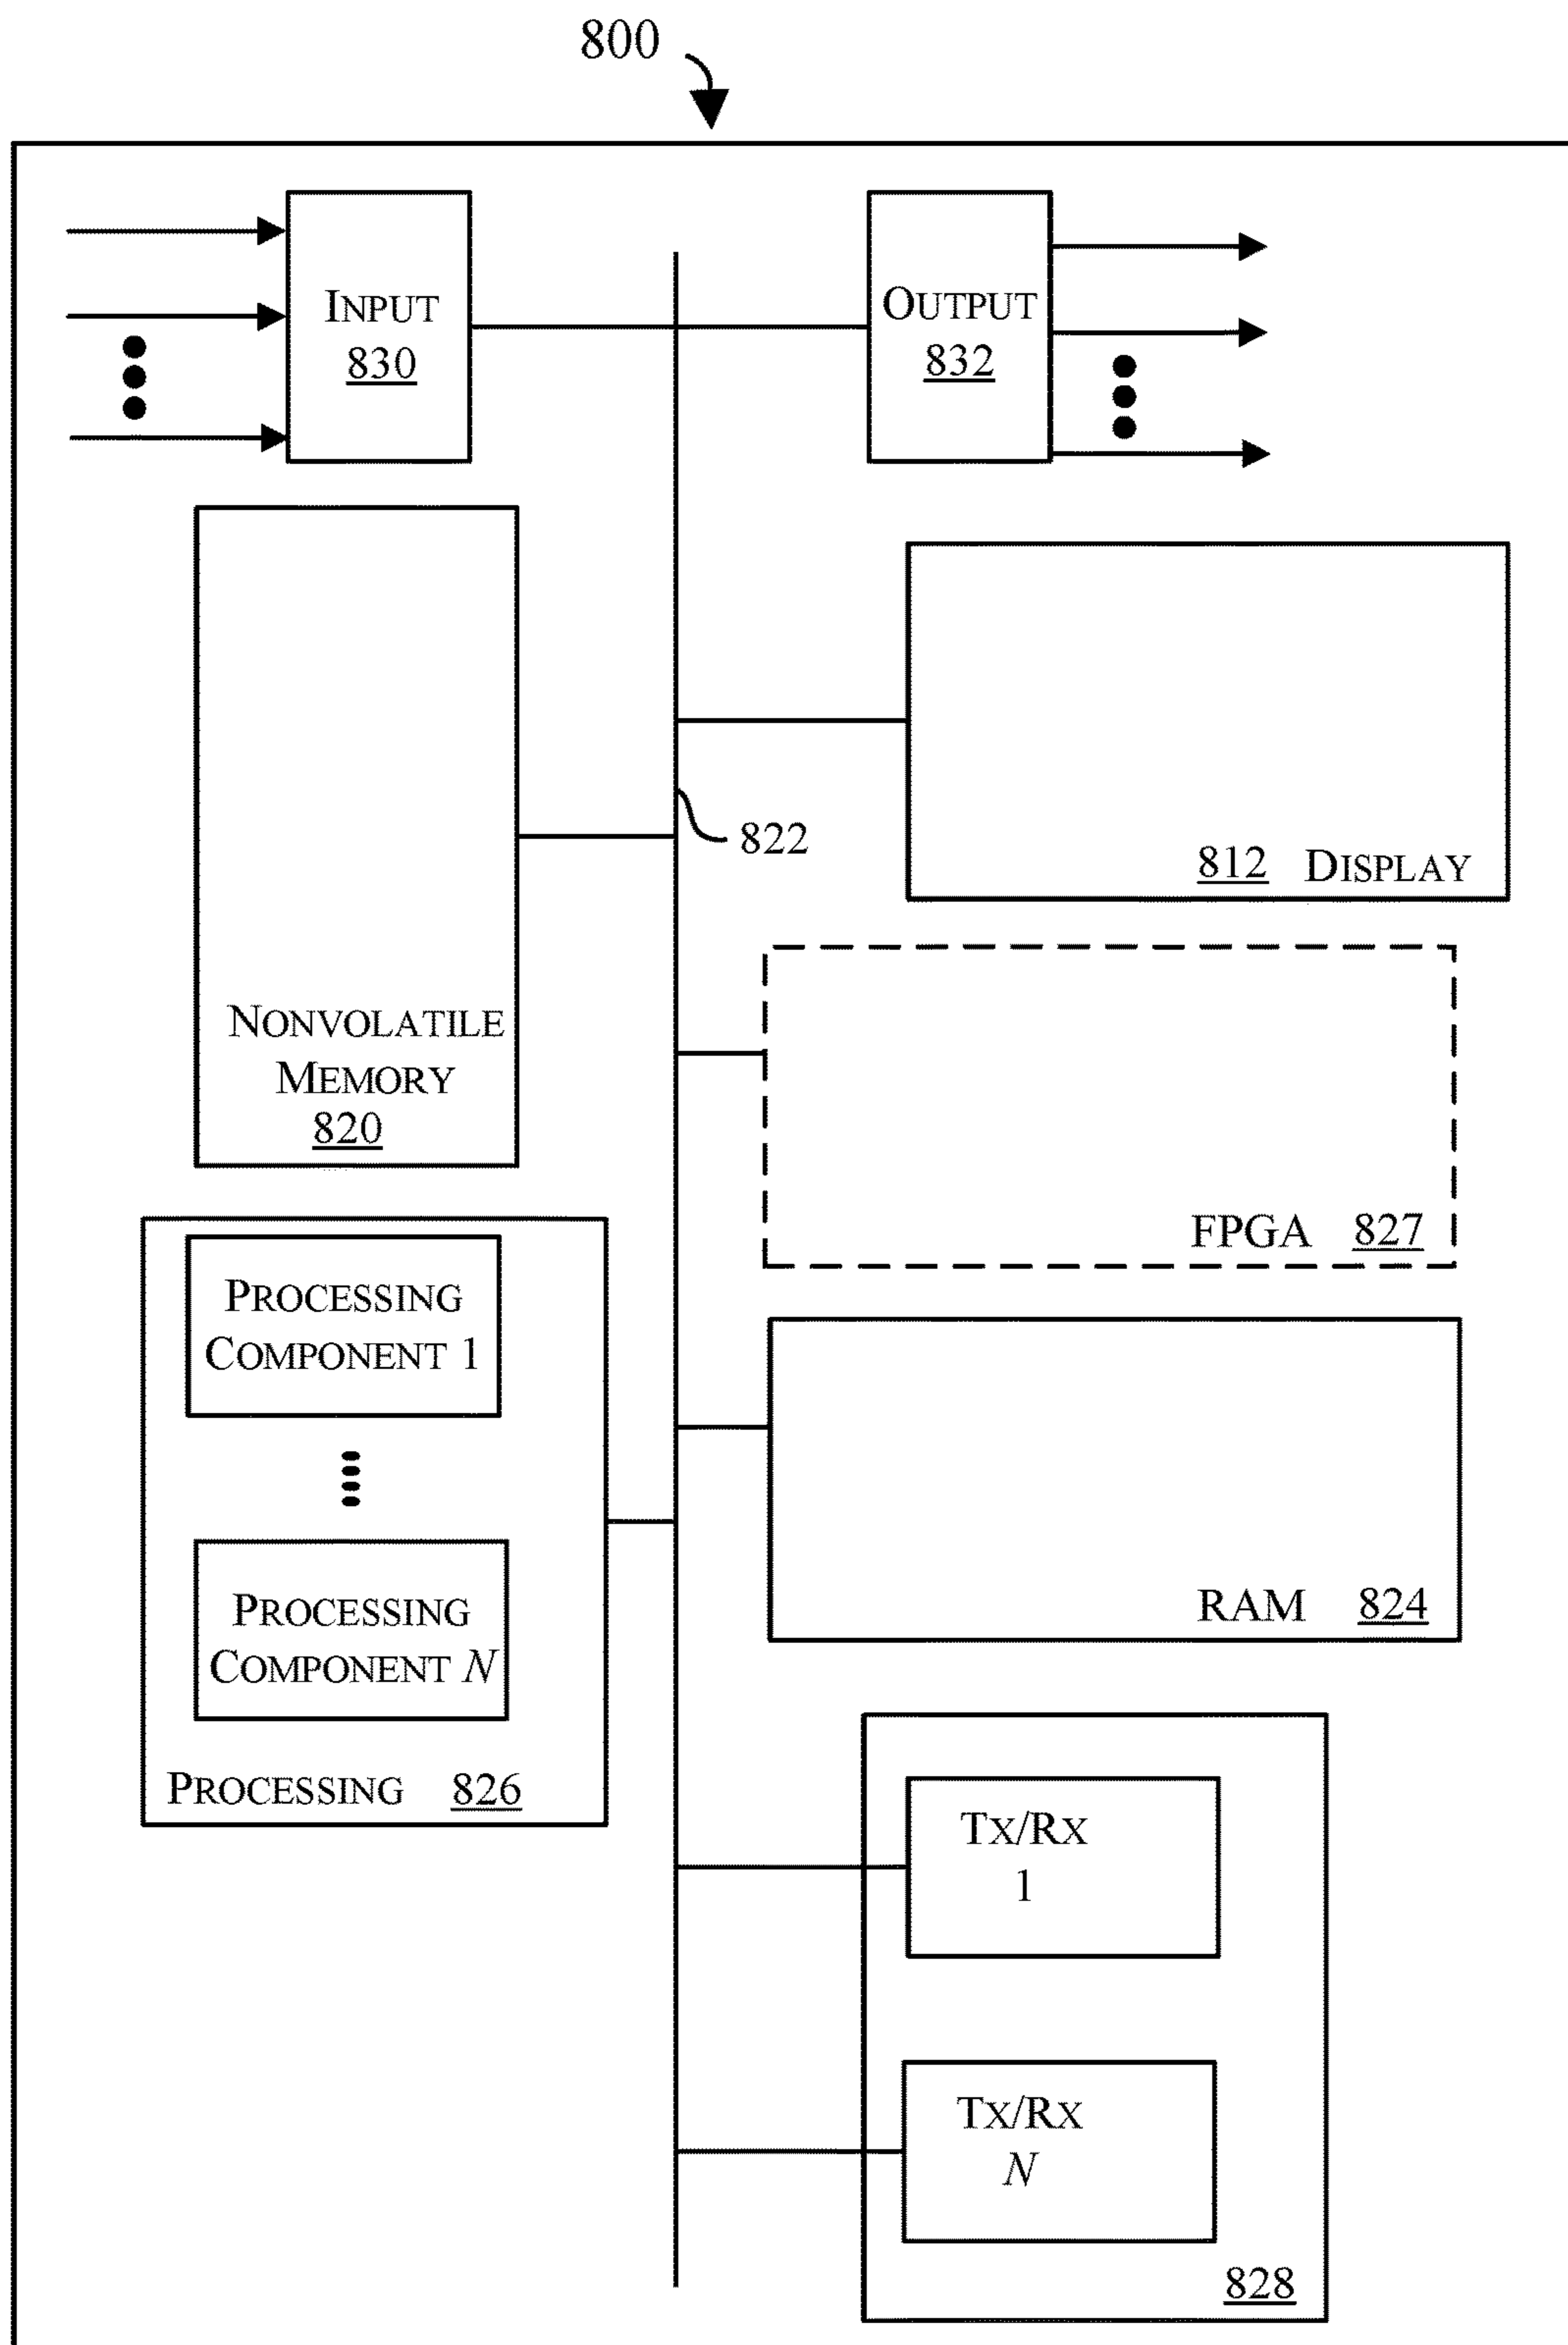 800
INPUT
830
OUTPUT
832
822
812 DISPLAY
NONVOLATILE
MEMORY
820
FPGA 827
PROCESSING
COMPONENT 1
PROCESSING
COMPONENT N
PROCESSING 826
RAM 824
TX/RX
1
TX/RX
N
828